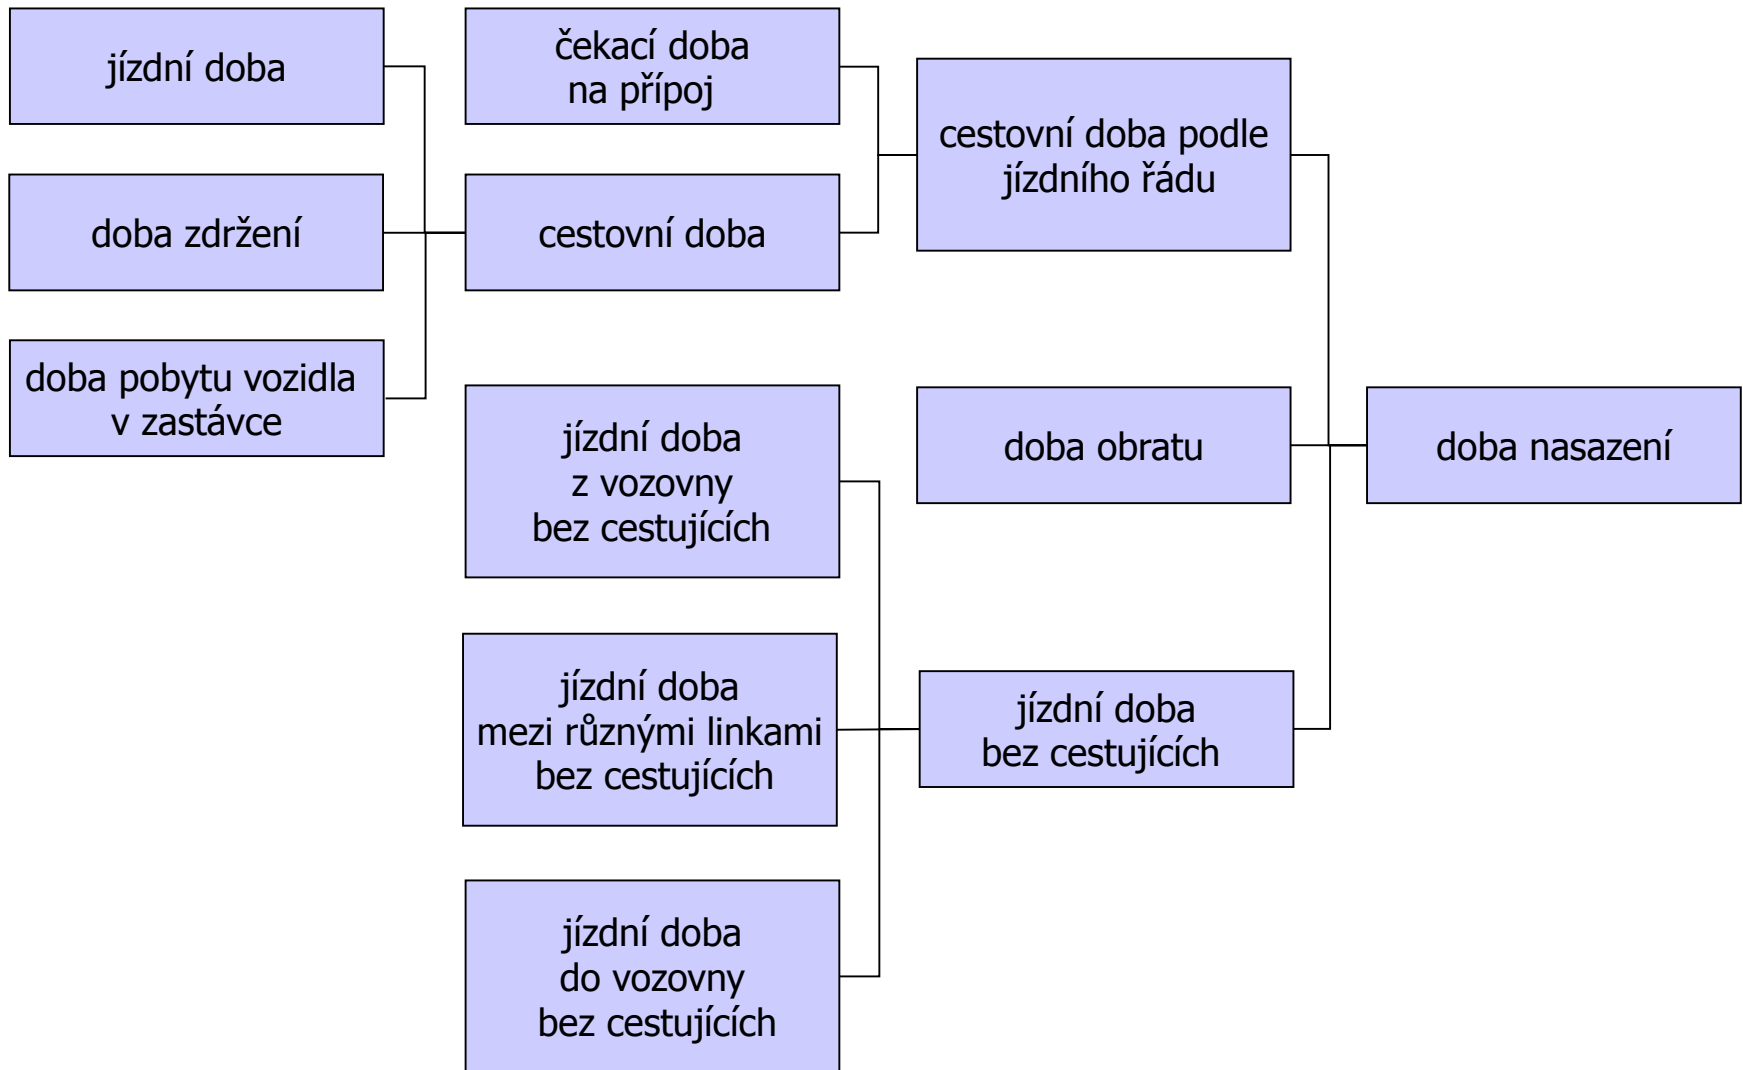 jízdní doba
čekací doba
na přípoj
cestovní doba podle
jízdního řádu
doba zdržení
cestovní doba
doba pobytu vozidla
v zastávce
jízdní doba
z vozovny
bez cestujících
doba obratu
doba nasazení
jízdní doba
mezi různými linkami
bez cestujících
jízdní doba
bez cestujících
jízdní doba
do vozovny
bez cestujících